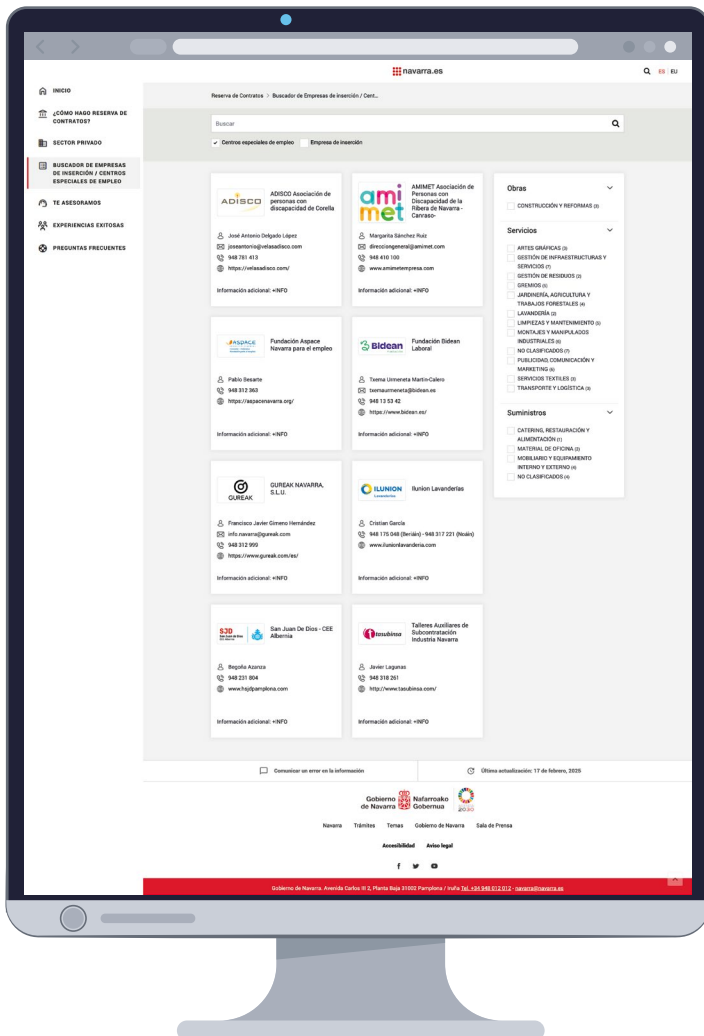 navarra.es
ES | EU
INICIO
¿CÓMO HAGO RESERVA DE
CONTRATOS?
SECTOR PRIVADO
BUSCADOR DE EMPRESAS
DE INSERCIÓN / CENTROS
ESPECIALES DE EMPLEO
TE ASESORAMOS
EXPERIENCIAS EXITOSAS
PREGUNTAS FRECUENTES
Reserva de Contratos > Buscador de Empresas de inserción / Cent...
Buscar
Centros especiales de empleo
Empresa de inserción
ADISCO
ADISCO Asociación de
personas con
discapacidad de Corella
José Antonio Delgado López
joseantonio@velasadisco.com
948 781 413
https://velasadisco.com/
Información adicional: +INFO
ami
met
AMIMET Asociación de
Personas con
Discapacidad de la
Ribera de Navarra -
Canraso-
Margarita Sánchez Ruiz
direcciongeneral@amimet.com
948 410 100
www.amimetempresa.com
Información adicional: +INFO
ASPACE
Fundación Aspace
Navarra para el empleo
Pablo Besarte
948 312 363
https://aspacenavarra.org/
Información adicional: +INFO
Bidean
Fundación Bidean
Laboral
Txema Urmeneta Martin-Calero
txemaurmeneta@bidean.es
948 13 53 42
https://www.bidean.es/
Información adicional: +INFO
GUREAK
GUREAK NAVARRA,
S.L.U.
Francisco Javier Gimeno Hernández
info.navarra@gureak.com
948 312 999
https://www.gureak.com/es/
Información adicional: +INFO
ILUNION
Lavanderías
Ilunion Lavanderías
Cristian García
948 175 048 (Beriáin) - 948 317 221 (Noáin)
www.ilunionlavanderia.com
Información adicional: +INFO
SJD
San Juan De Dios - CEE
Albernia
Begoña Azanza
948 231 804
www.hsjdpamplona.com
Información adicional: +INFO
tasubinsa
Talleres Auxiliares de
Subcontratación
Industria Navarra
Javier Lagunas
948 318 261
http://www.tasubinsa.com/
Información adicional: +INFO
Obras
CONSTRUCCIÓN Y REFORMAS (3)
Servicios
ARTES GRÁFICAS (3)
GESTIÓN DE INFRAESTRUCTURAS Y
SERVICIOS (7)
GESTIÓN DE RESIDUOS (2)
GREMIOS (3)
JARDINERÍA, AGRICULTURA Y
TRABAJOS FORESTALES (4)
LAVANDERÍA (2)
LIMPIEZAS Y MANTENIMIENTO (5)
MONTAJES Y MANIPULADOS
INDUSTRIALES (6)
NO CLASIFICADOS (7)
PUBLICIDAD, COMUNICACIÓN Y
MARKETING (6)
SERVICIOS TEXTILES (3)
TRANSPORTE Y LOGÍSTICA (3)
Suministros
CATERING, RESTAURACIÓN Y
ALIMENTACIÓN (1)
MATERIAL DE OFICINA (2)
MOBILIARIO Y EQUIPAMIENTO
INTERNO Y EXTERNO (4)
NO CLASIFICADOS (4)
Comunicar un error en la información
Última actualización: 17 de febrero, 2025
Gobierno de Navarra
Nafarroako Gobernua
2030
Navarra Trámites Temas Gobierno de Navarra Sala de Prensa
Accesibilidad Aviso legal
Gobierno de Navarra. Avenida Carlos III 2, Planta Baja 31002 Pamplona / Iruña Tel. +34 948 012 012 - navarra@navarra.es